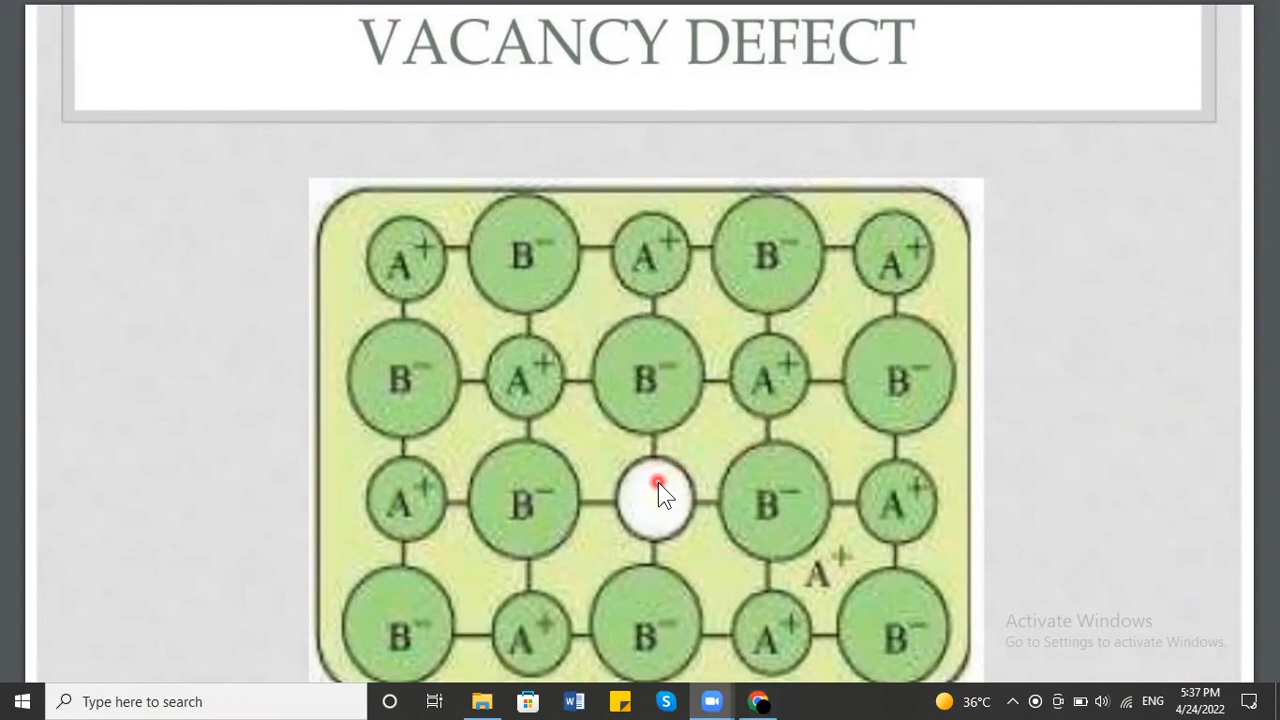 VACANCY DEFECT
A+ B- A+ B- A+
B- A+ B- A+ B-
A+ B- B- A+
A+
B- A+ B- A+ B-
Activate Windows
Go to Settings to activate Windows.
Type here to search
36°C
ENG
5:37 PM
4/24/2022